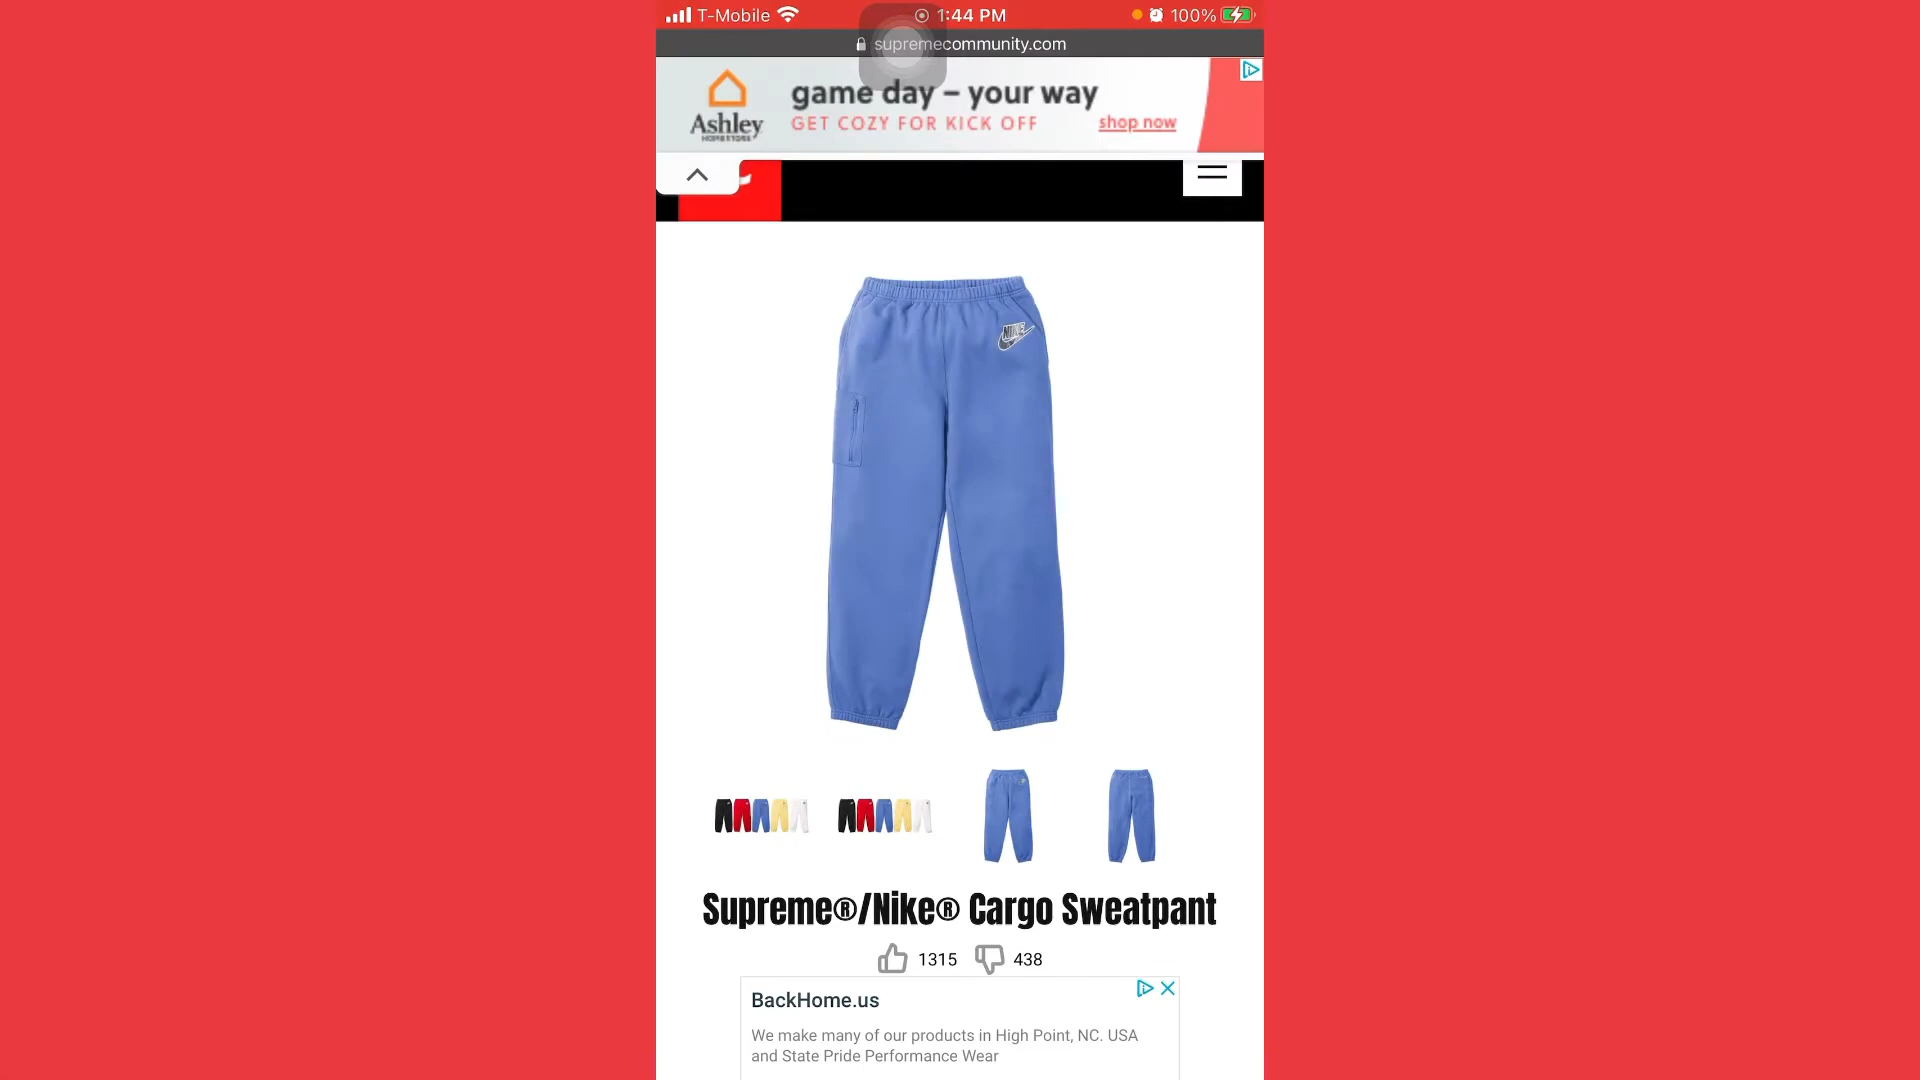 T-Mobile 1:44 PM 100%
supremecommunity.com
game day – your way
Ashley
HOMESTORE
GET COZY FOR KICK OFF
shop now
NIKE
Supreme®/Nike® Cargo Sweatpant
1315 438
BackHome.us
We make many of our products in High Point, NC. USA
and State Pride Performance Wear